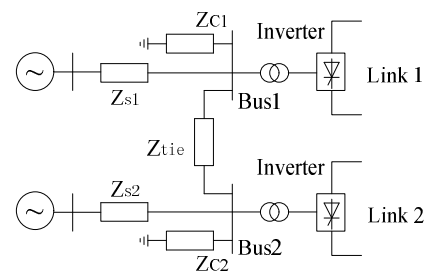 ZC1
Inverter
Zs1
Bus1
Link 1
Ztie
Inverter
Zs2
Link 2
Bus2
ZC2